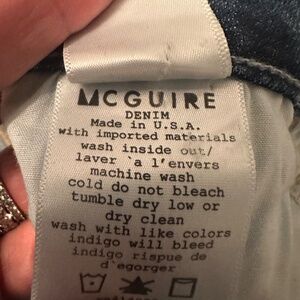 MCGUIRE
DENIM
Made in U.S.A.
with imported materials
wash inside out/
laver `a l'envers
machine wash
cold do not bleach
tumble dry low or
dry clean
wash with like colors
indigo will bleed
indigo rispue de
d`egorger